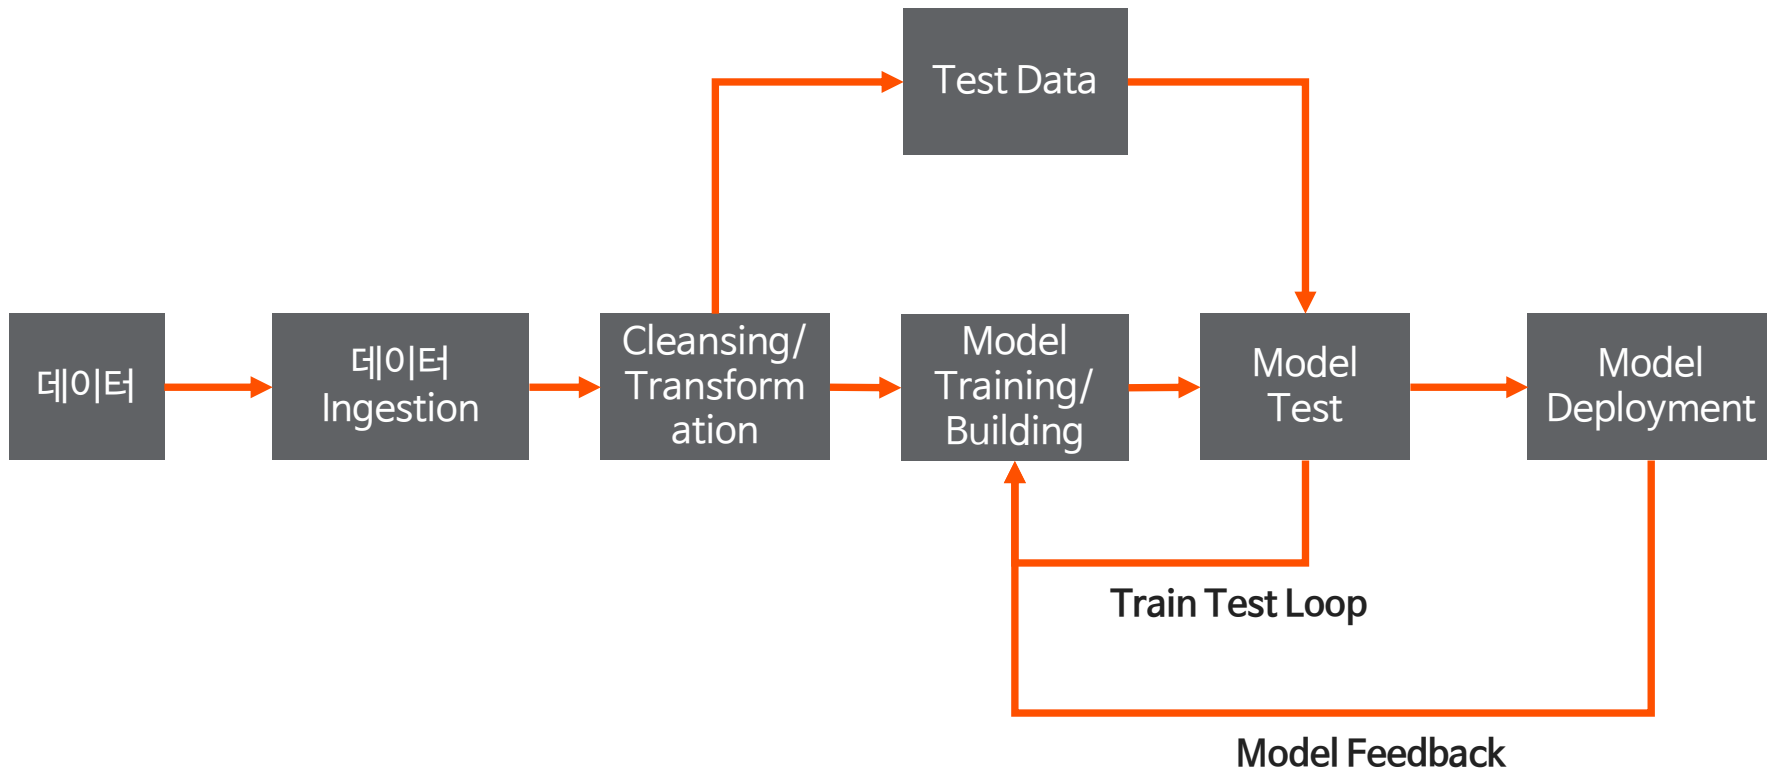 Test Data
데이터
데이터
Ingestion
Cleansing/
Transform
ation
Model
Training/
Building
Model
Test
Model
Deployment
Train Test Loop
Model Feedback